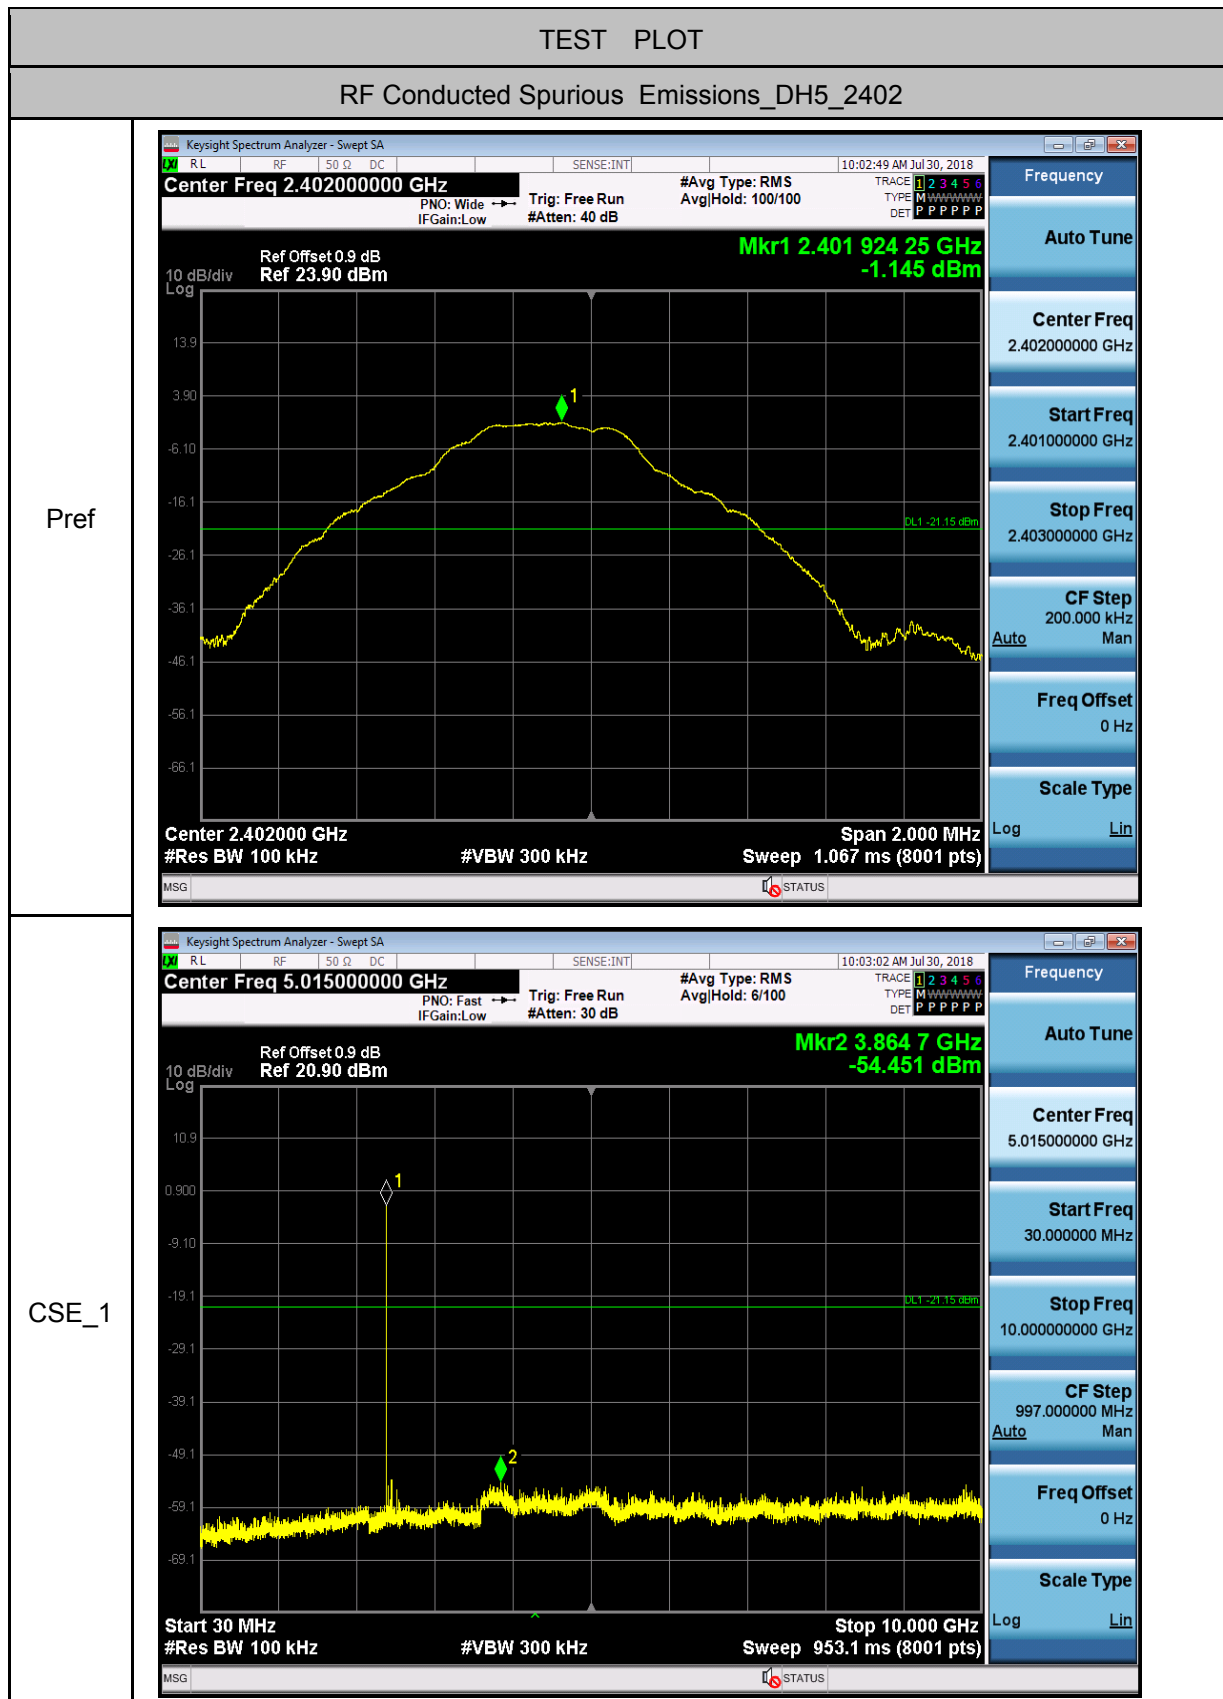 TEST PLOT
RF Conducted Spurious Emissions_DH5_2402
Pref
Keysight Spectrum Analyzer - Swept SA
LXI RL RF 50 Ω DC SENSE:INT 10:02:49 AM Jul 30, 2018
Center Freq 2.402000000 GHz
PNO: Wide
IFGain:Low
Trig: Free Run
#Atten: 40 dB
#Avg Type: RMS
Avg|Hold: 100/100
TRACE 1 2 3 4 5 6
TYPE M W W W W W
DET P P P P P P
Mkr1 2.401 924 25 GHz
-1.145 dBm
Ref Offset 0.9 dB
10 dB/div Ref 23.90 dBm
Log
13.9
3.90
-6.10
-16.1
-26.1
-36.1
-46.1
-56.1
-66.1
1
DL1 -21.15 dBm
Center 2.402000 GHz Span 2.000 MHz
#Res BW 100 kHz #VBW 300 kHz Sweep 1.067 ms (8001 pts)
MSG STATUS
Frequency
Auto Tune
Center Freq
2.402000000 GHz
Start Freq
2.401000000 GHz
Stop Freq
2.403000000 GHz
CF Step
200.000 kHz
Auto Man
Freq Offset
0 Hz
Scale Type
Log Lin
CSE_1
Keysight Spectrum Analyzer - Swept SA
LXI RL RF 50 Ω DC SENSE:INT 10:03:02 AM Jul 30, 2018
Center Freq 5.015000000 GHz
PNO: Fast
IFGain:Low
Trig: Free Run
#Atten: 30 dB
#Avg Type: RMS
Avg|Hold: 6/100
TRACE 1 2 3 4 5 6
TYPE M W W W W W
DET P P P P P P
Mkr2 3.864 7 GHz
-54.451 dBm
Ref Offset 0.9 dB
10 dB/div Ref 20.90 dBm
Log
10.9
0.900
-9.10
-19.1
-29.1
-39.1
-49.1
-59.1
-69.1
1
2
DL1 -21.15 dBm
Start 30 MHz Stop 10.000 GHz
#Res BW 100 kHz #VBW 300 kHz Sweep 953.1 ms (8001 pts)
MSG STATUS
Frequency
Auto Tune
Center Freq
5.015000000 GHz
Start Freq
30.000000 MHz
Stop Freq
10.000000000 GHz
CF Step
997.000000 MHz
Auto Man
Freq Offset
0 Hz
Scale Type
Log Lin